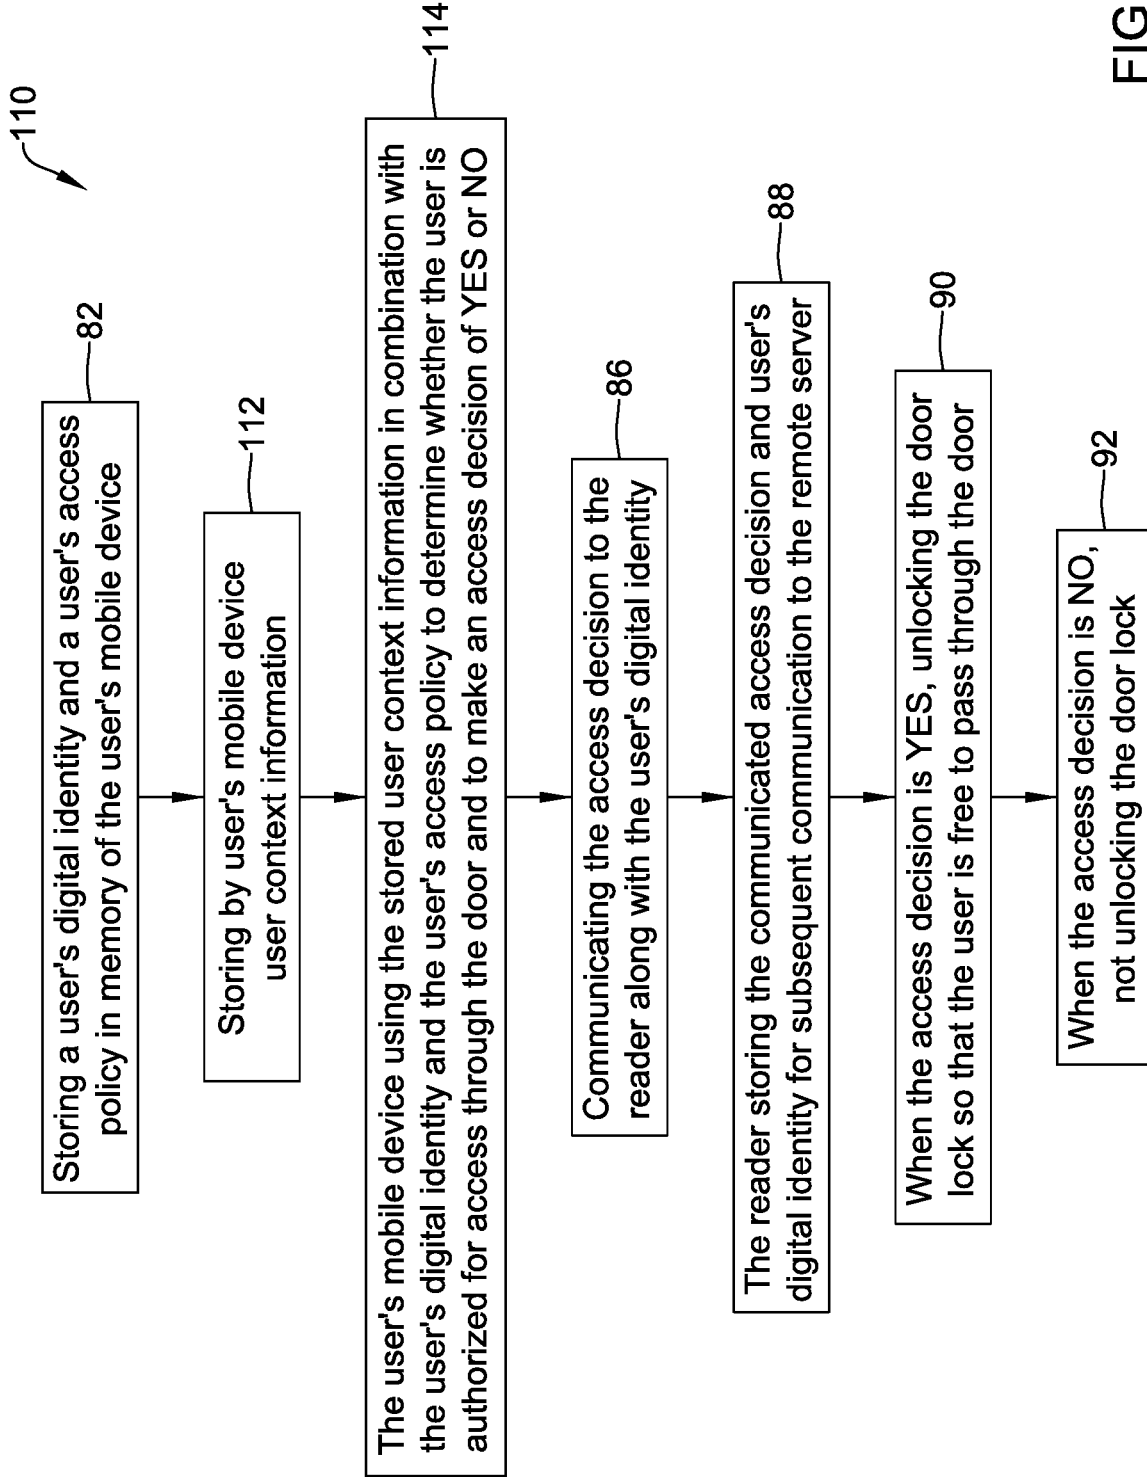 110
Storing a user's digital identity and a user's access
policy in memory of the user's mobile device
82
Storing by user's mobile device
user context information
112
The user's mobile device using the stored user context information in combination with
the user's digital identity and the user's access policy to determine whether the user is
authorized for access through the door and to make an access decision of YES or NO
114
Communicating the access decision to the
reader along with the user's digital identity
86
The reader storing the communicated access decision and user's
digital identity for subsequent communication to the remote server
88
When the access decision is YES, unlocking the door
lock so that the user is free to pass through the door
90
When the access decision is NO,
not unlocking the door lock
92
FIG